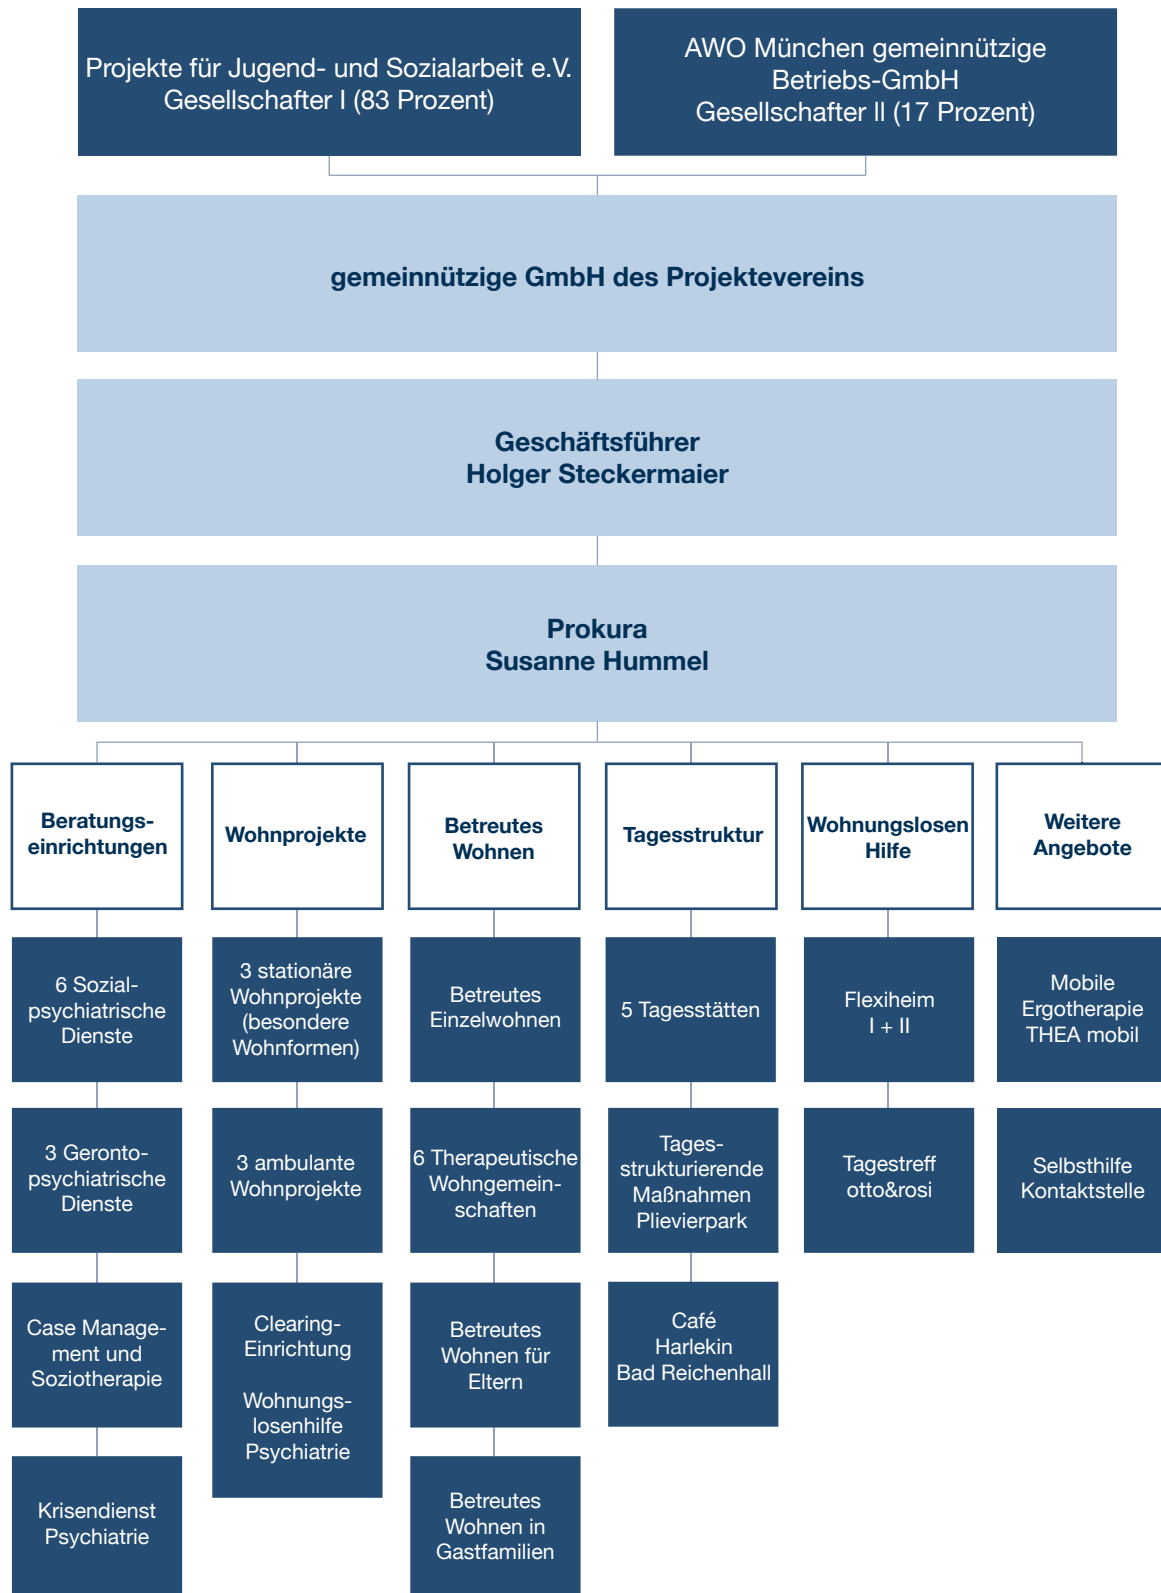 Projekte für Jugend- und Sozialarbeit e.V.
Gesellschafter I (83 Prozent)
AWO München gemeinnützige
Betriebs-GmbH
Gesellschafter II (17 Prozent)
gemeinnützige GmbH des Projektevereins
Geschäftsführer
Holger Steckermaier
Prokura
Susanne Hummel
Beratungs-
einrichtungen
6 Sozial-
psychiatrische
Dienste
3 Geronto-
psychiatrische
Dienste
Case Manage-
ment und
Soziotherapie
Krisendienst
Psychiatrie
Wohnprojekte
3 stationäre
Wohnprojekte
(besondere
Wohnformen)
3 ambulante
Wohnprojekte
Clearing-
Einrichtung
Wohnungs-
losenhilfe
Psychiatrie
Betreutes
Wohnen
Betreutes
Einzelwohnen
6 Therapeutische
Wohngemein-
schaften
Betreutes
Wohnen für
Eltern
Betreutes
Wohnen in
Gastfamilien
Tagesstruktur
5 Tagesstätten
Tages-
strukturierende
Maßnahmen
Plievierpark
Café
Harlekin
Bad Reichenhall
Wohnungslosen
Hilfe
Flexiheim
I + II
Tagestreff
otto&rosi
Weitere
Angebote
Mobile
Ergotherapie
THEA mobil
Selbsthilfe
Kontaktstelle